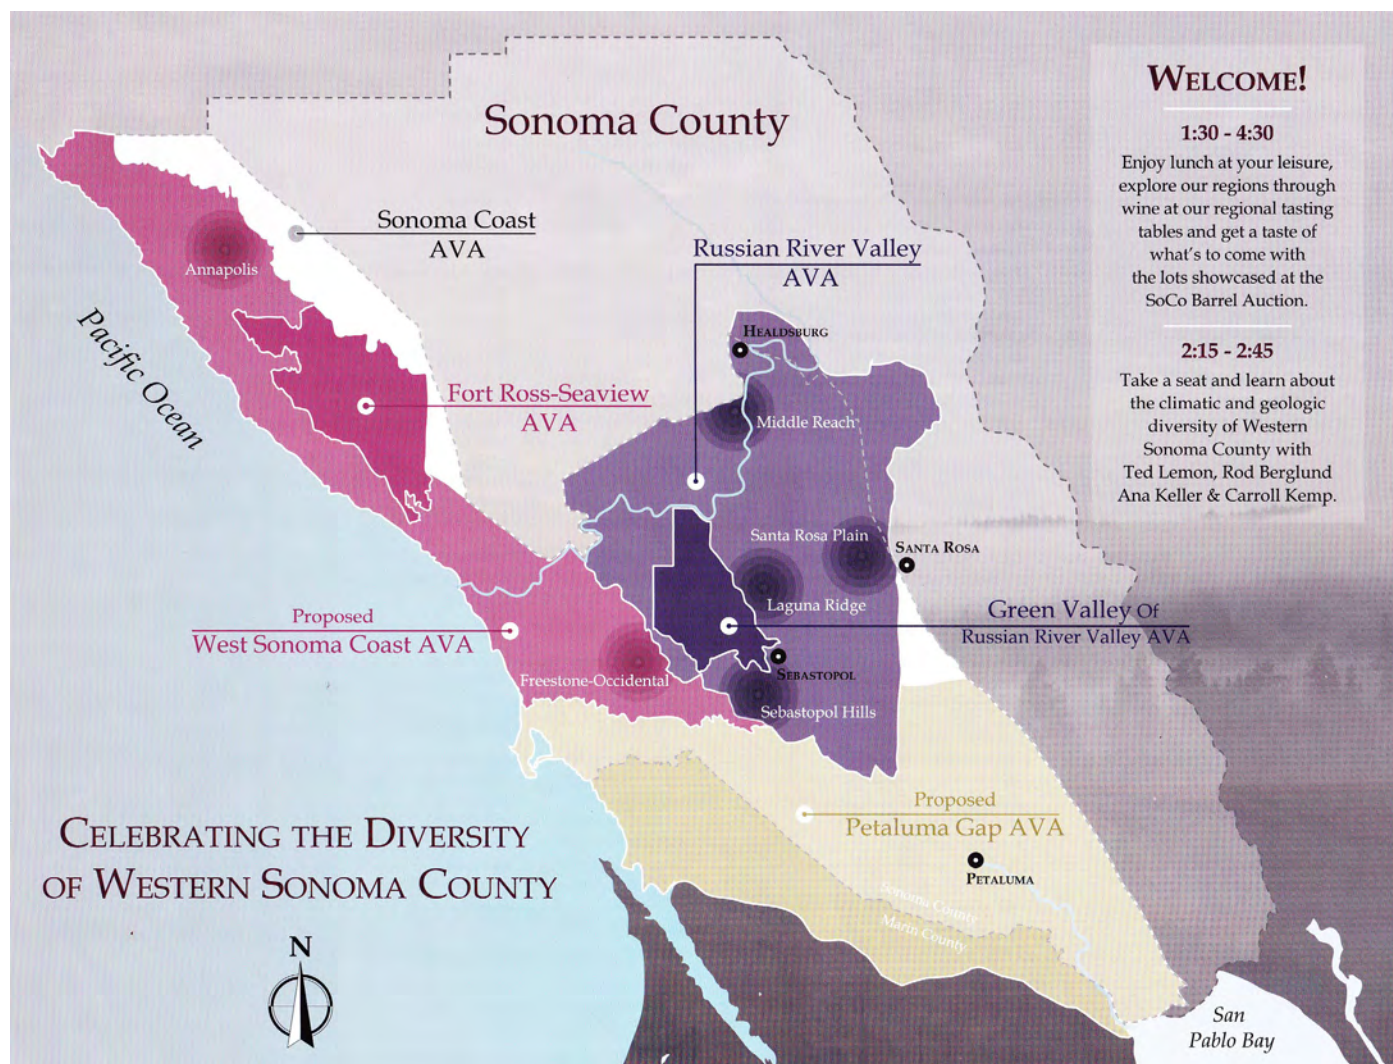 Sonoma County
WELCOME!
1:30 - 4:30
Enjoy lunch at your leisure,
explore our regions through
wine at our regional tasting
tables and get a taste of
what's to come with
the lots showcased at the
SoCo Barrel Auction.
2:15 - 2:45
Take a seat and learn about
the climatic and geologic
diversity of Western
Sonoma County with
Ted Lemon, Rod Berglund
Ana Keller & Carroll Kemp.
Sonoma Coast
AVA
Annapolis
Russian River Valley
AVA
Pacific Ocean
HEALDSBURG
Fort Ross-Seaview
AVA
Middle Reach
Santa Rosa Plain
SANTA ROSA
Laguna Ridge
Green Valley Of
Russian River Valley AVA
Proposed
West Sonoma Coast AVA
Freestone-Occidental
SEBASTOPOL
Sebastopol Hills
Proposed
Petaluma Gap AVA
PETALUMA
Sonoma County
Marin County
CELEBRATING THE DIVERSITY
OF WESTERN SONOMA COUNTY
N
San
Pablo Bay